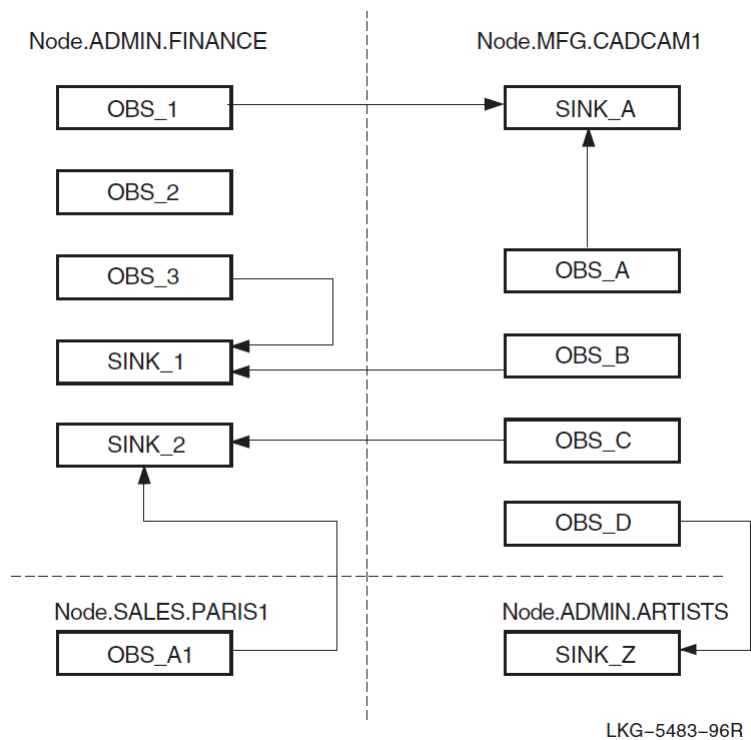 Node.ADMIN.FINANCE
OBS_1
OBS_2
OBS_3
SINK_1
SINK_2
Node.MFG.CADCAM1
SINK_A
OBS_A
OBS_B
OBS_C
OBS_D
Node.SALES.PARIS1
OBS_A1
Node.ADMIN.ARTISTS
SINK_Z
LKG–5483–96R